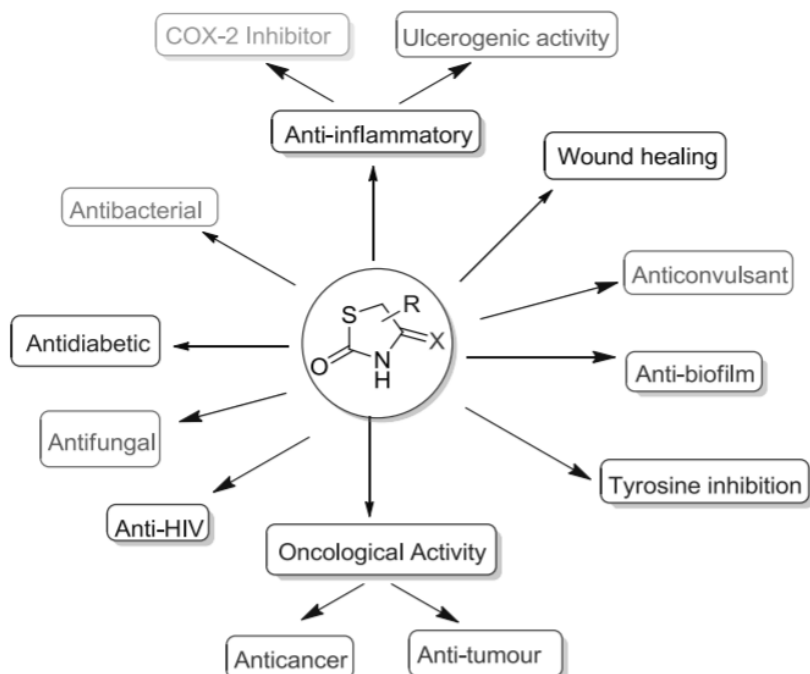 COX-2 Inhibitor
Ulcerogenic activity
Anti-inflammatory
Wound healing
Antibacterial
Anticonvulsant
S
R
X
O
N
H
Antidiabetic
Anti-biofilm
Antifungal
Tyrosine inhibition
Anti-HIV
Oncological Activity
Anticancer
Anti-tumour